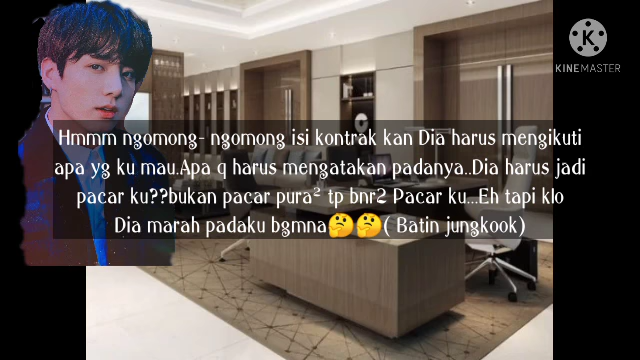 KINEMASTER
Hmmm ngomong- ngomong isi kontrak kan Dia harus mengikuti
apa yg ku mau.Apa q harus mengatakan padanya..Dia harus jadi
pacar ku??bukan pacar pura² tp bnr2 Pacar ku...Eh tapi klo
Dia marah padaku bgmna🤔🤔( Batin jungkook)